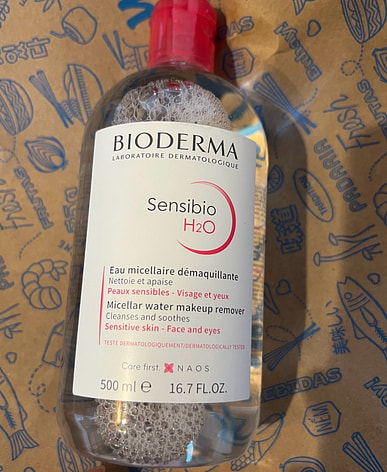 BIODERMA
LABORATOIRE DERMATOLOGIQUE
Sensibio
H2O
Eau micellaire démaquillante
Nettoie et apaise
Peaux sensibles - Visage et yeux
Micellar water makeup remover
Cleanses and soothes
Sensitive skin - Face and eyes
TESTÉ DERMATOLOGIQUEMENT/DERMATOLOGICALLY TESTED
Care first. NAOS
500 ml ℮ 16.7 FL.OZ.
PADARIA
NEW